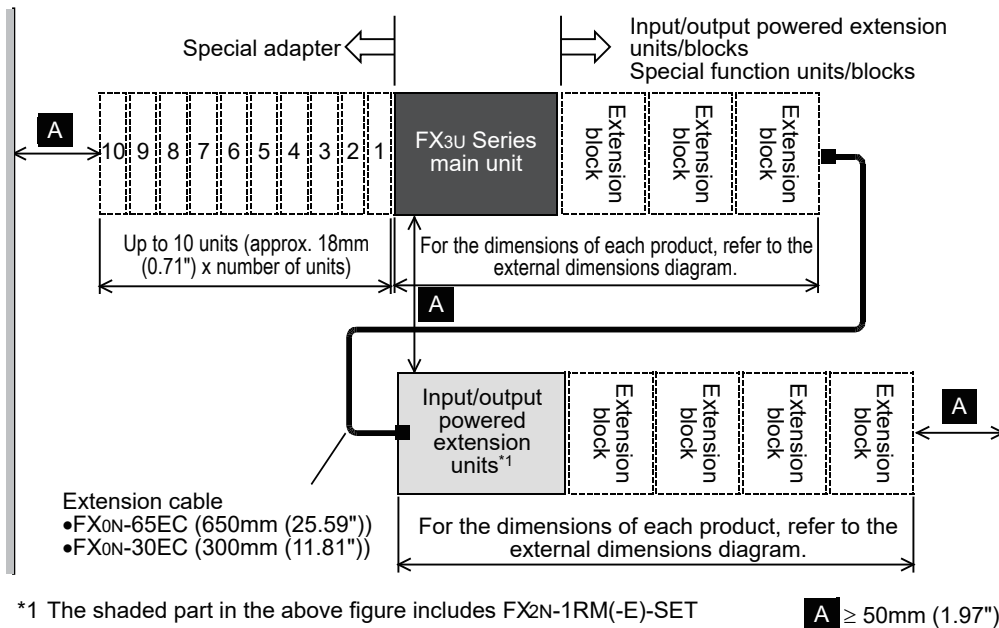 Special adapter
Input/output powered extension
units/blocks
Special function units/blocks
A
10 9 8 7 6 5 4 3 2 1
FX3U Series
main unit
Extension
block
Extension
block
Extension
block
Up to 10 units (approx. 18mm
(0.71") x number of units)
For the dimensions of each product, refer to the
external dimensions diagram.
A
Input/output
powered
extension
units*1
Extension
block
Extension
block
Extension
block
Extension
block
A
Extension cable
•FX0N-65EC (650mm (25.59"))
•FX0N-30EC (300mm (11.81"))
For the dimensions of each product, refer to the
external dimensions diagram.
*1 The shaded part in the above figure includes FX2N-1RM(-E)-SET
A ≥ 50mm (1.97")